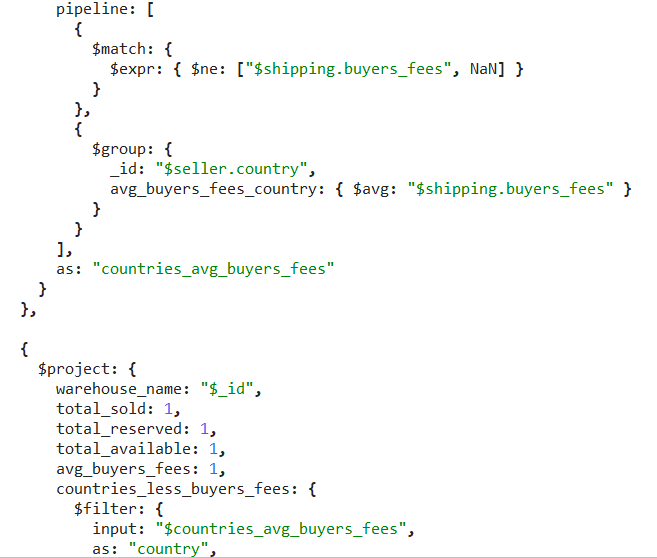 pipeline: [
{
$match: {
$expr: { $ne: ["$shipping.buyers_fees", NaN] }
}
},
{
$group: {
_id: "$seller.country",
avg_buyers_fees_country: { $avg: "$shipping.buyers_fees" }
}
}
],
as: "countries_avg_buyers_fees"
}
},
{
$project: {
warehouse_name: "$_id",
total_sold: 1,
total_reserved: 1,
total_available: 1,
avg_buyers_fees: 1,
countries_less_buyers_fees: {
$filter: {
input: "$countries_avg_buyers_fees",
as: "country",